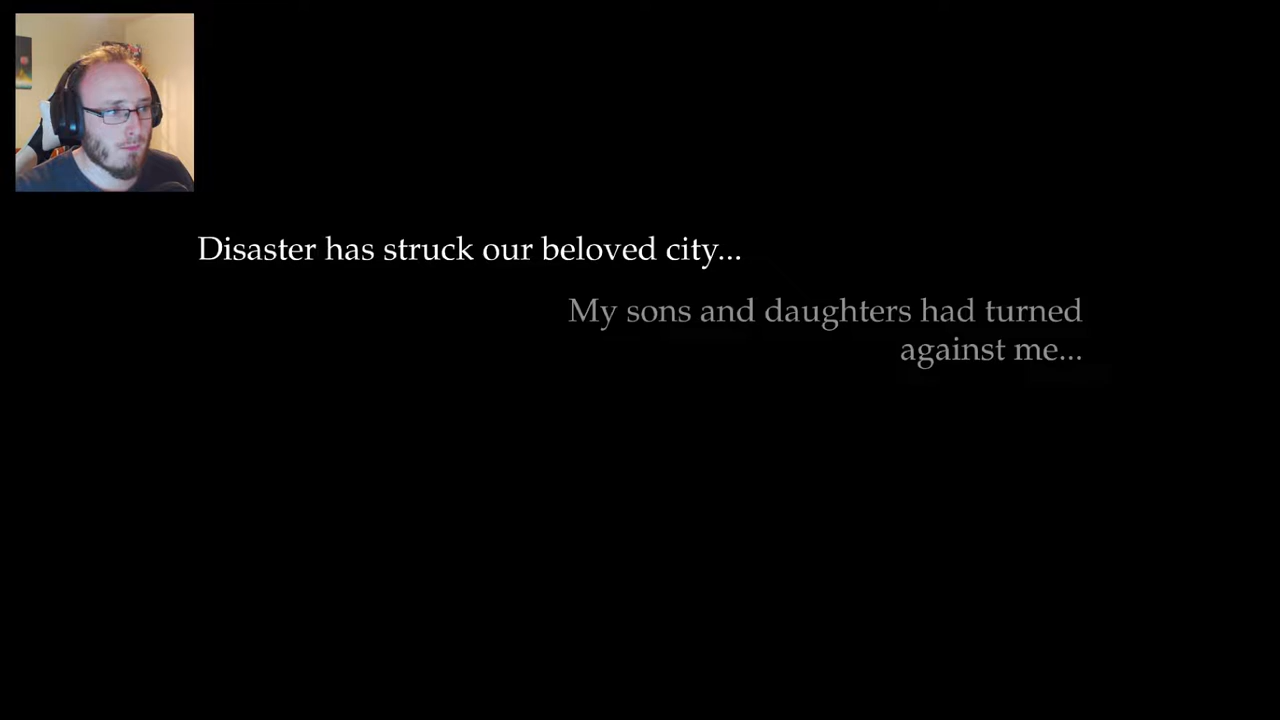 Disaster has struck our beloved city...
My sons and daughters had turned
against me...